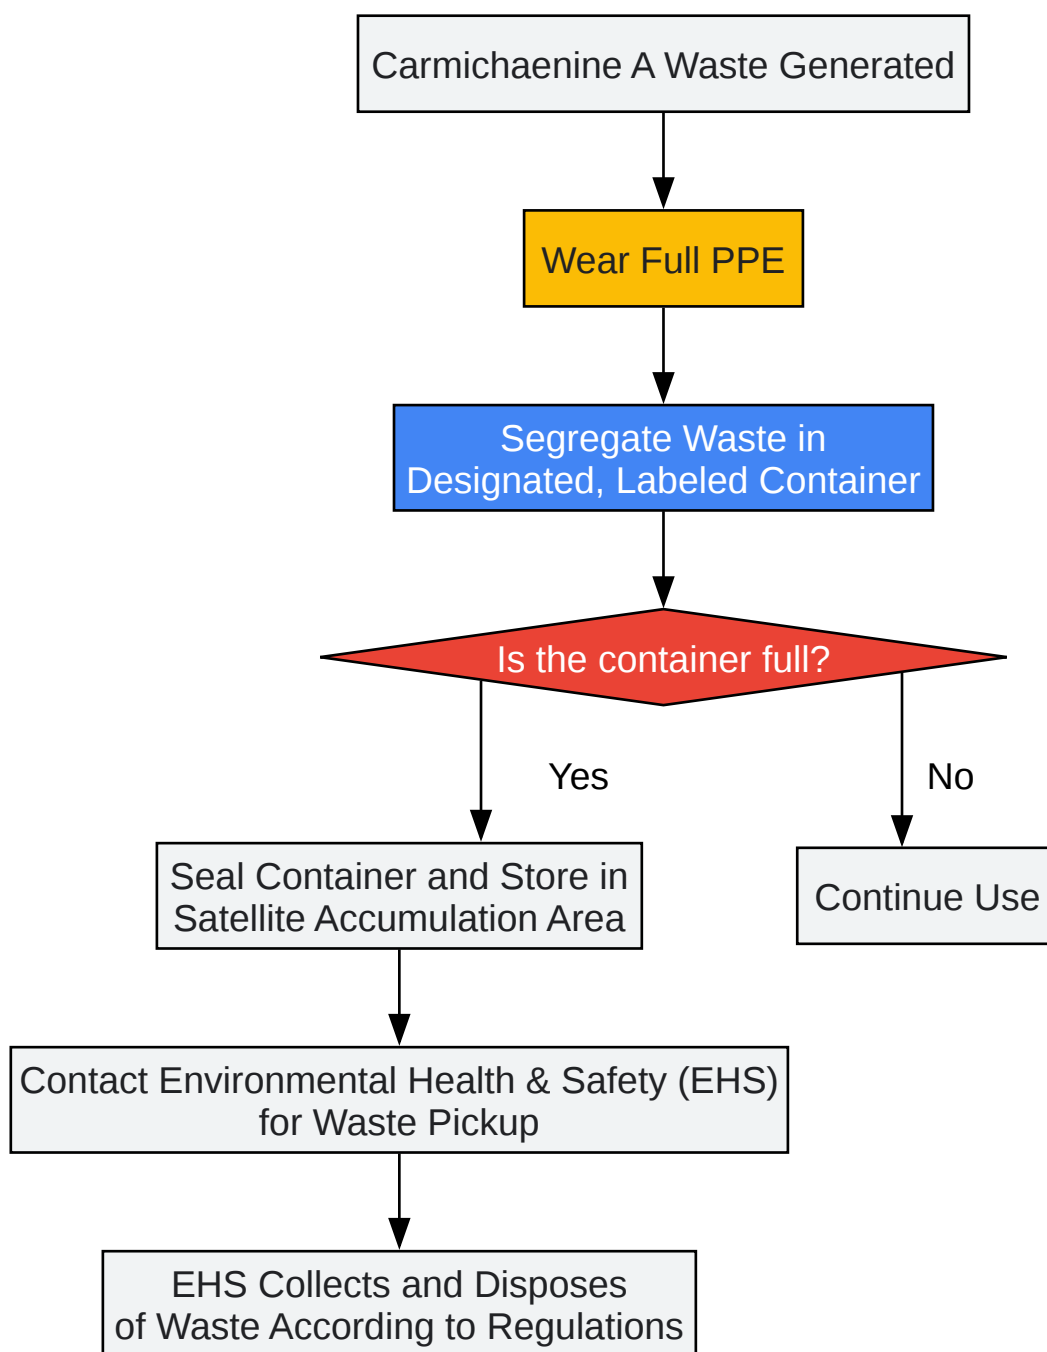 Carmichaenine A Waste Generated
Wear Full PPE
Segregate Waste in
Designated, Labeled Container
Is the container full?
Yes
No
Seal Container and Store in
Satellite Accumulation Area
Continue Use
Contact Environmental Health & Safety (EHS)
for Waste Pickup
EHS Collects and Disposes
of Waste According to Regulations